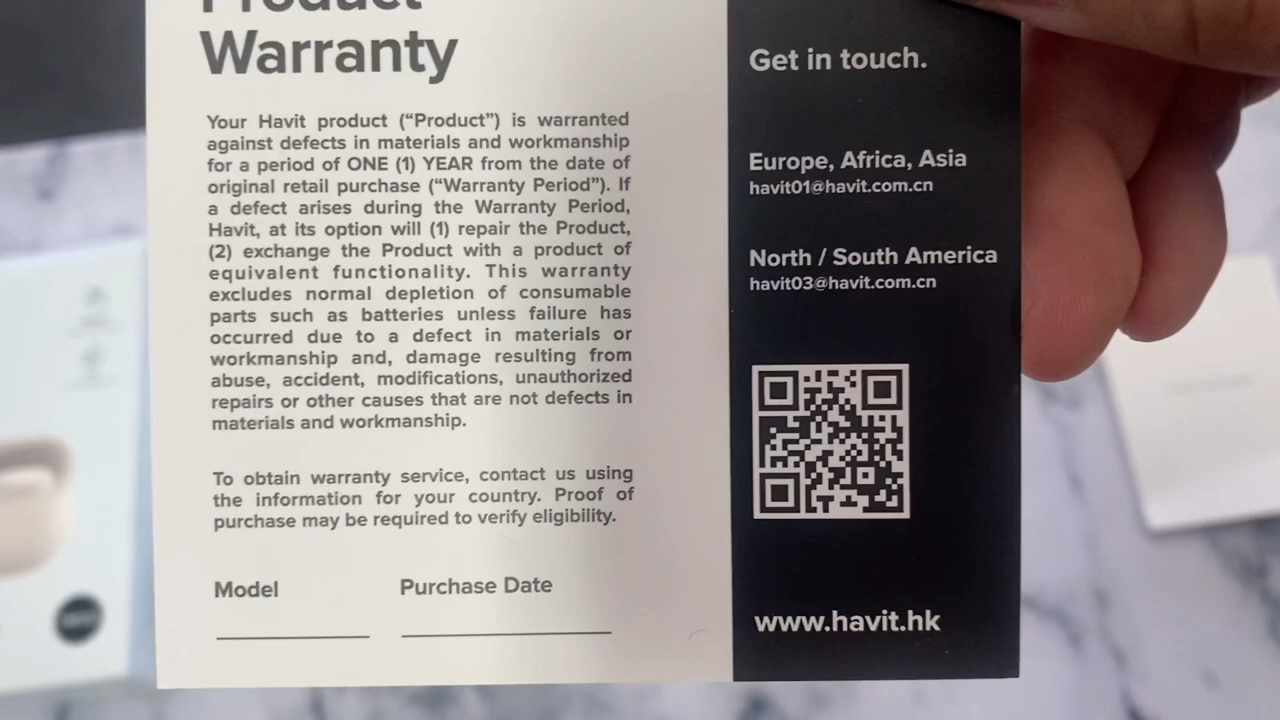 Product
Warranty
Your Havit product (“Product”) is warranted
against defects in materials and workmanship
for a period of ONE (1) YEAR from the date of
original retail purchase (“Warranty Period”). If
a defect arises during the Warranty Period,
Havit, at its option will (1) repair the Product,
(2) exchange the Product with a product of
equivalent functionality. This warranty
excludes normal depletion of consumable
parts such as batteries unless failure has
occurred due to a defect in materials or
workmanship and, damage resulting from
abuse, accident, modifications, unauthorized
repairs or other causes that are not defects in
materials and workmanship.
To obtain warranty service, contact us using
the information for your country. Proof of
purchase may be required to verify eligibility.
Model
Purchase Date
Get in touch.
Europe, Africa, Asia
havit01@havit.com.cn
North / South America
havit03@havit.com.cn
www.havit.hk